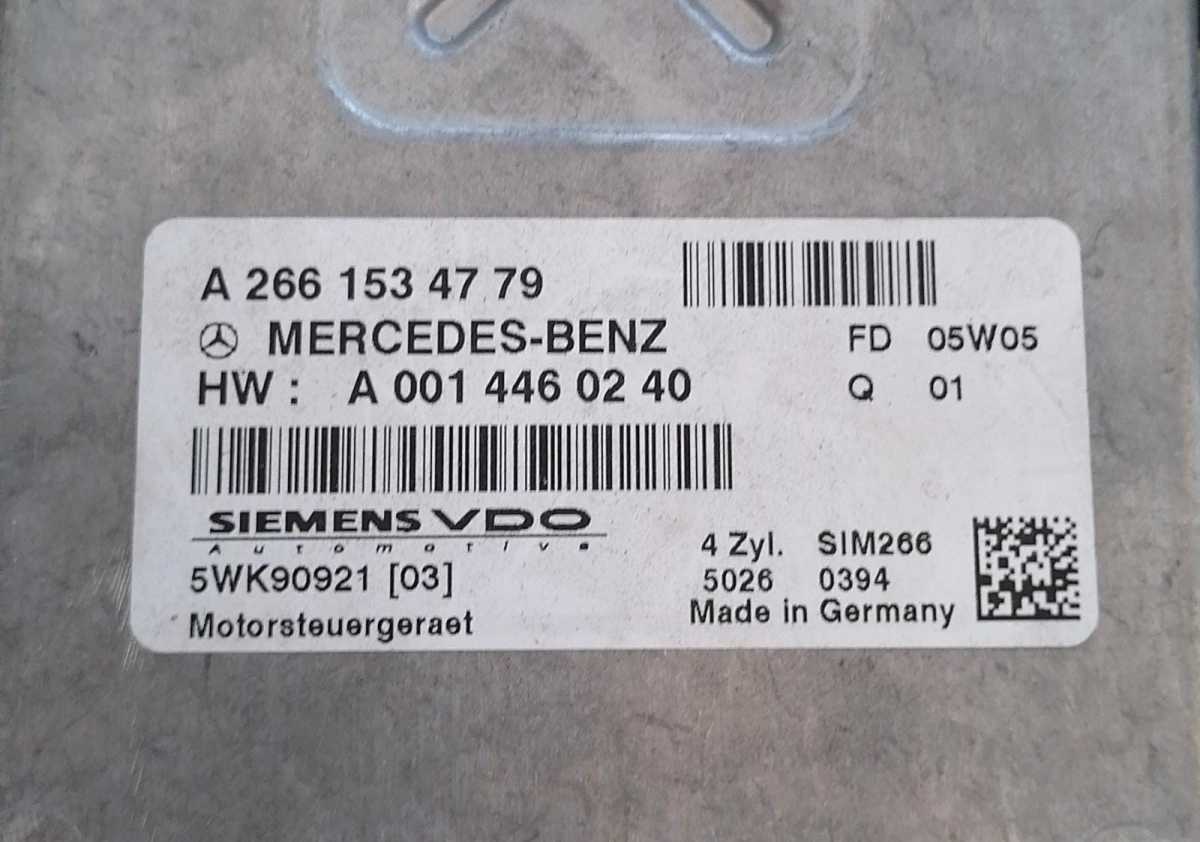 A 266 153 47 79
MERCEDES-BENZ
FD 05W05
HW : A 001 446 02 40
Q 01
SIEMENS VDO
Automotive
4 Zyl. SIM266
5WK90921 [03]
5026 0394
Motorsteuergeraet
Made in Germany